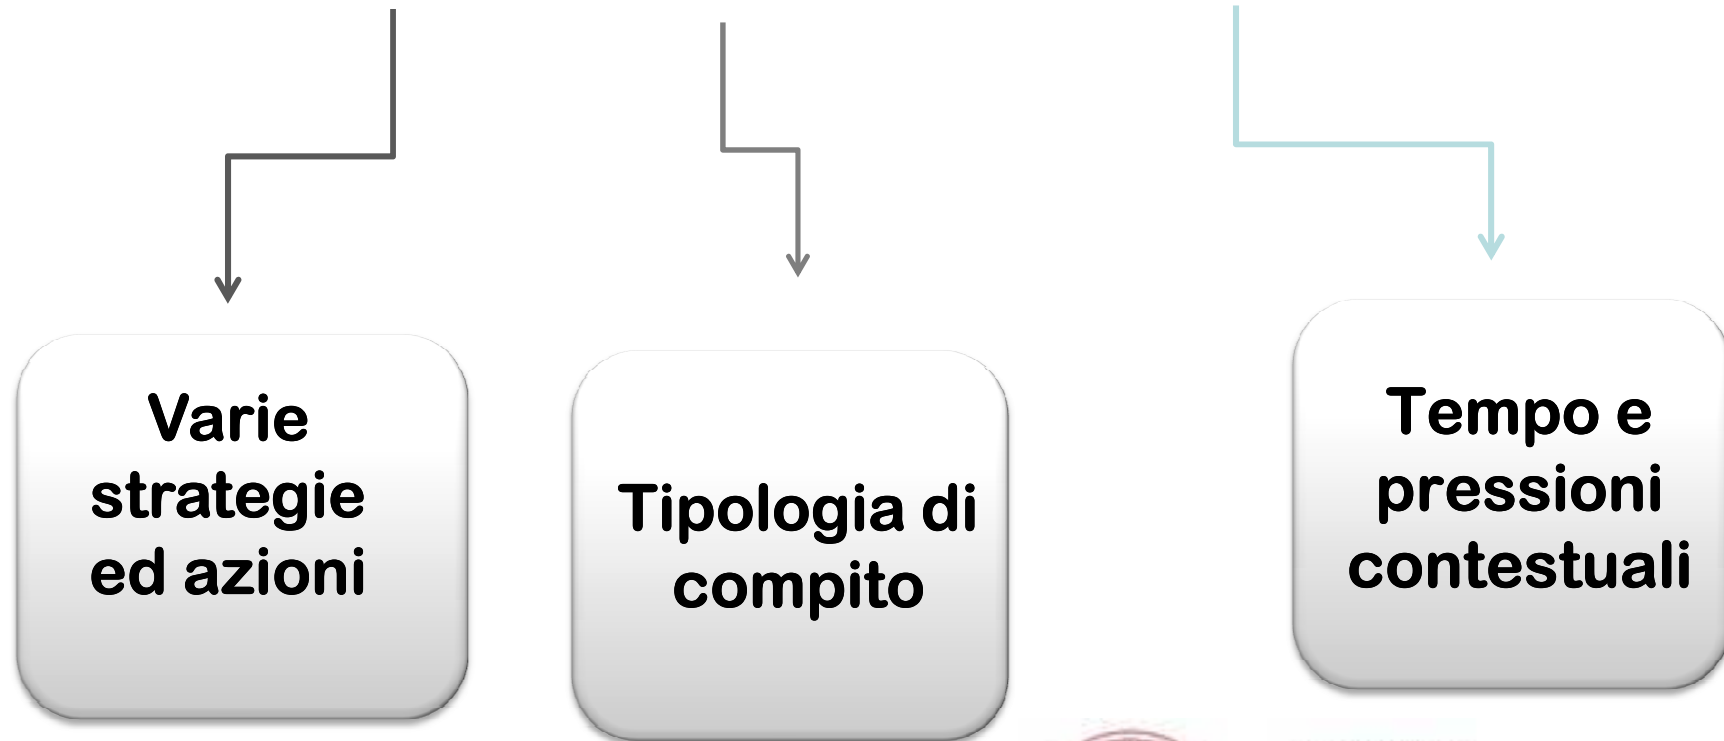 Varie
strategie
ed azioni
Tipologia di
compito
Tempo e
pressioni
contestuali